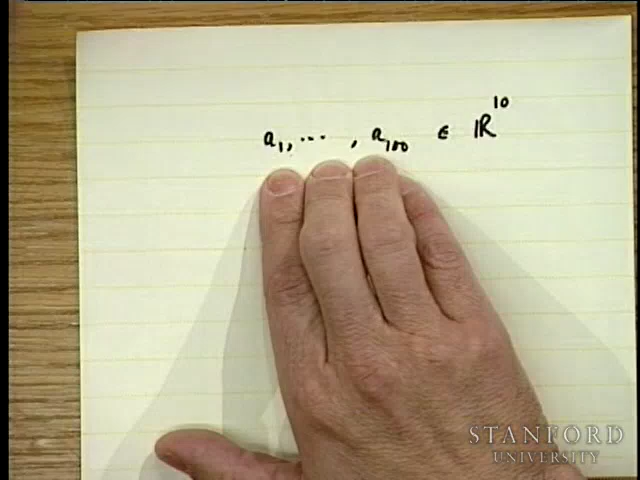 a₁, ⋯ , a₁₀₀ ∈ ℝ¹⁰
STANFORD
UNIVERSITY